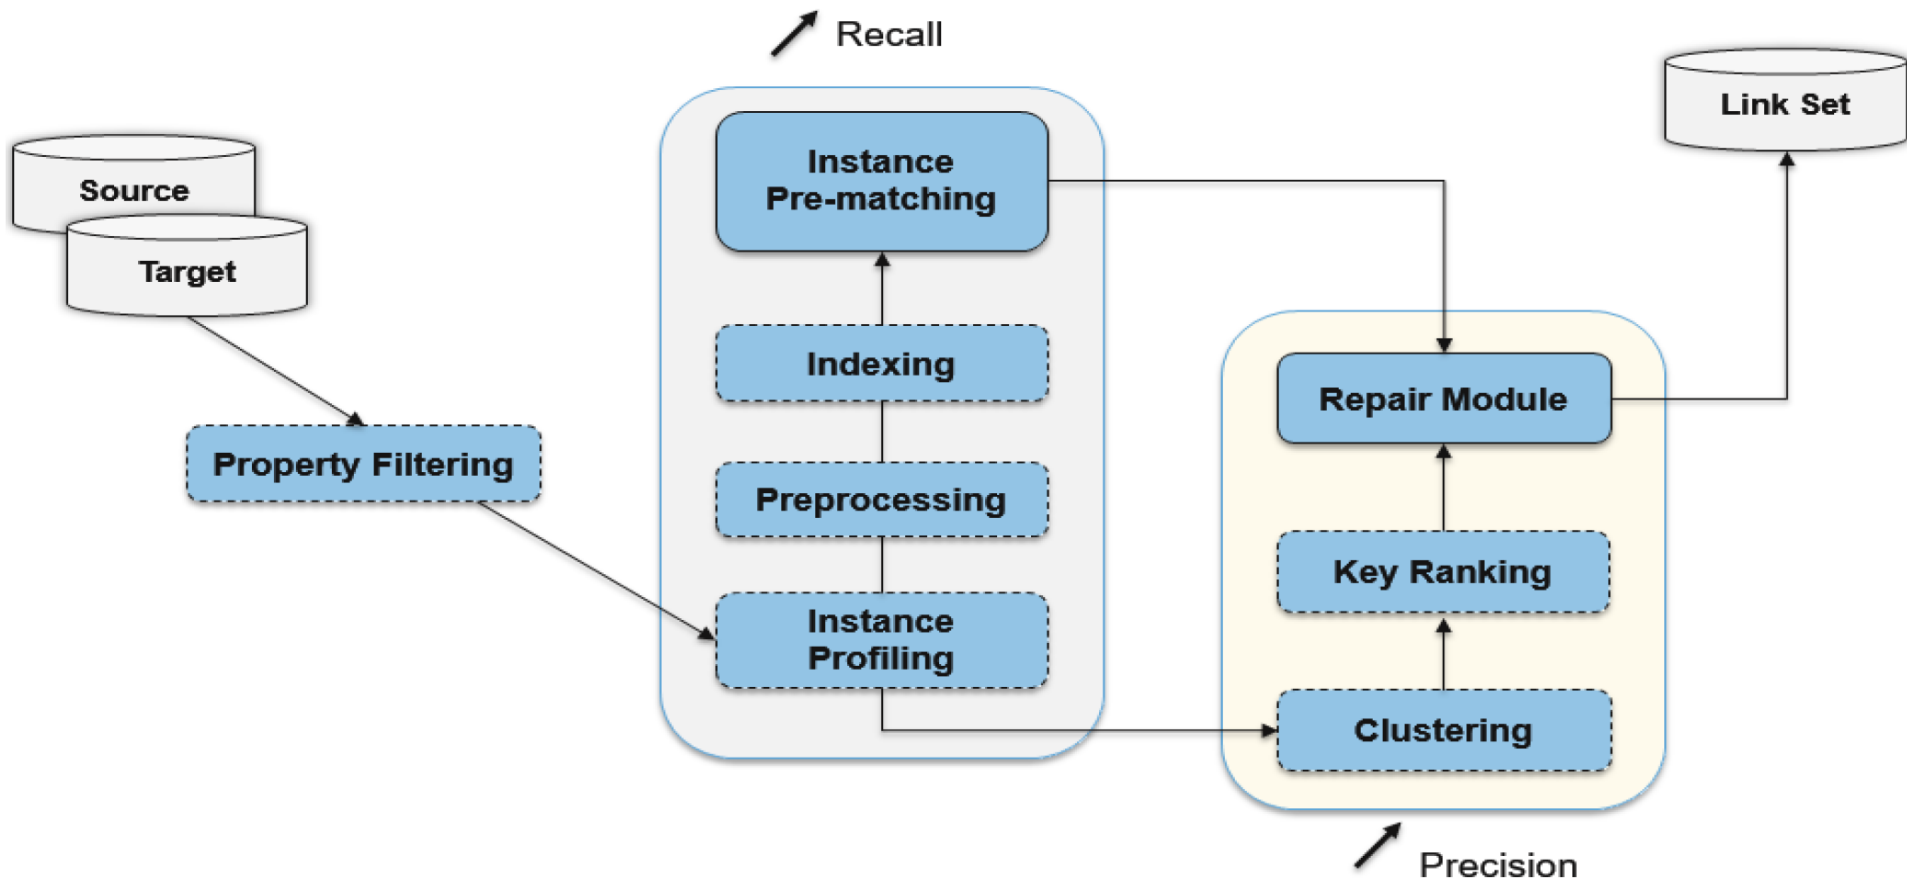 Recall
Source
Target
Property Filtering
Instance
Pre-matching
Indexing
Preprocessing
Instance
Profiling
Link Set
Repair Module
Key Ranking
Clustering
Precision